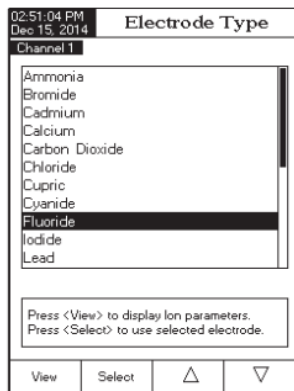 02:51:04 PM
Dec 15, 2014
Electrode Type
Channel 1
Ammonia
Bromide
Cadmium
Calcium
Carbon Dioxide
Chloride
Cupric
Cyanide
Fluoride
Iodide
Lead
Press <View> to display Ion parameters.
Press <Select> to use selected electrode.
View Select △ ▽